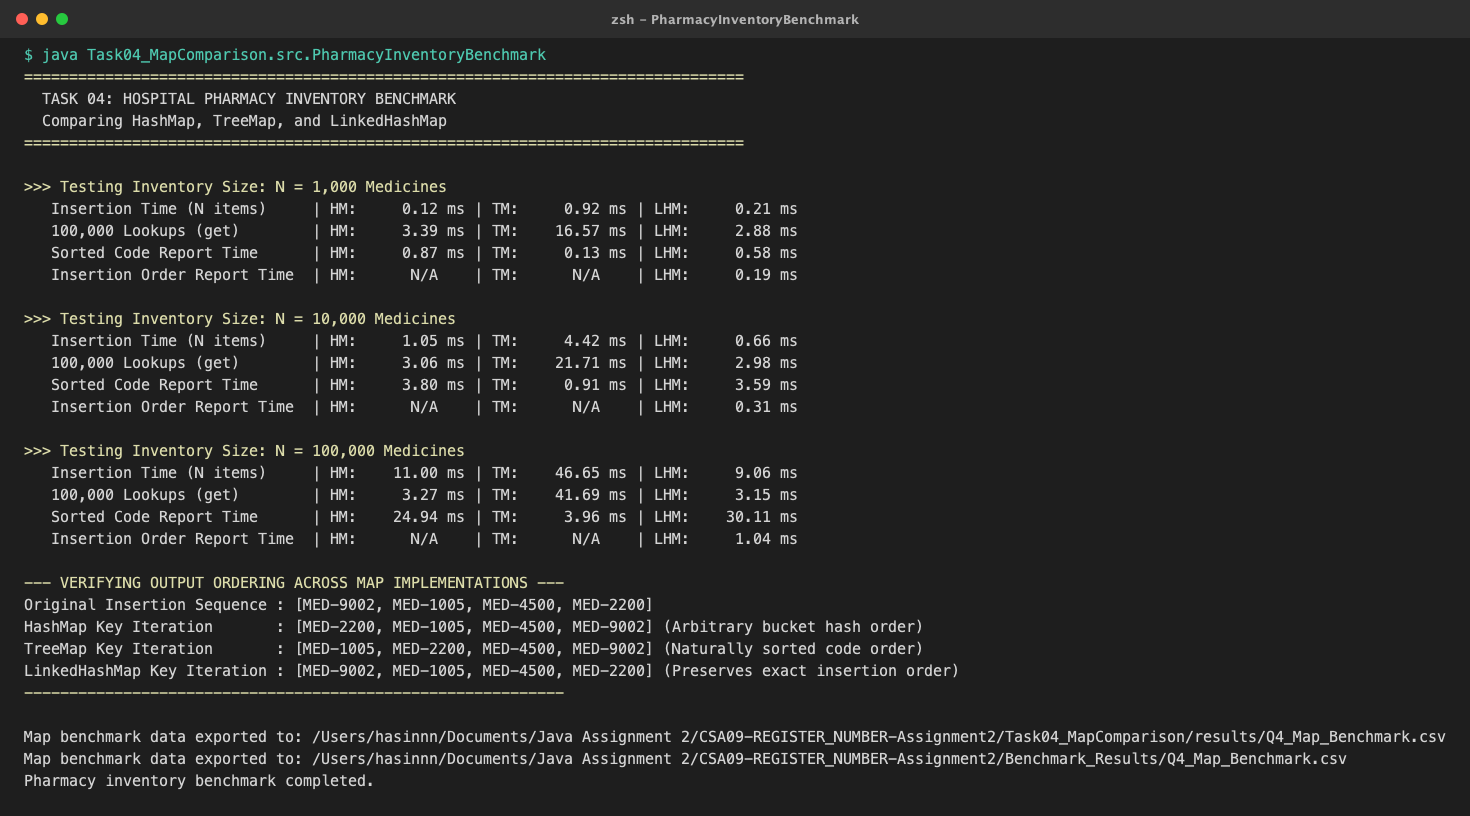 zsh – PharmacyInventoryBenchmark
$ java Task04_MapComparison.src.PharmacyInventoryBenchmark
================================================================================
  TASK 04: HOSPITAL PHARMACY INVENTORY BENCHMARK
  Comparing HashMap, TreeMap, and LinkedHashMap
================================================================================
>>> Testing Inventory Size: N = 1,000 Medicines
   Insertion Time (N items)     | HM:     0.12 ms | TM:     0.92 ms | LHM:     0.21 ms
   100,000 Lookups (get)        | HM:     3.39 ms | TM:    16.57 ms | LHM:     2.88 ms
   Sorted Code Report Time      | HM:     0.87 ms | TM:     0.13 ms | LHM:     0.58 ms
   Insertion Order Report Time  | HM:      N/A    | TM:      N/A    | LHM:     0.19 ms
>>> Testing Inventory Size: N = 10,000 Medicines
   Insertion Time (N items)     | HM:     1.05 ms | TM:     4.42 ms | LHM:     0.66 ms
   100,000 Lookups (get)        | HM:     3.06 ms | TM:    21.71 ms | LHM:     2.98 ms
   Sorted Code Report Time      | HM:     3.80 ms | TM:     0.91 ms | LHM:     3.59 ms
   Insertion Order Report Time  | HM:      N/A    | TM:      N/A    | LHM:     0.31 ms
>>> Testing Inventory Size: N = 100,000 Medicines
   Insertion Time (N items)     | HM:    11.00 ms | TM:    46.65 ms | LHM:     9.06 ms
   100,000 Lookups (get)        | HM:     3.27 ms | TM:    41.69 ms | LHM:     3.15 ms
   Sorted Code Report Time      | HM:    24.94 ms | TM:     3.96 ms | LHM:    30.11 ms
   Insertion Order Report Time  | HM:      N/A    | TM:      N/A    | LHM:     1.04 ms
--- VERIFYING OUTPUT ORDERING ACROSS MAP IMPLEMENTATIONS ---
Original Insertion Sequence : [MED-9002, MED-1005, MED-4500, MED-2200]
HashMap Key Iteration       : [MED-2200, MED-1005, MED-4500, MED-9002] (Arbitrary bucket hash order)
TreeMap Key Iteration       : [MED-1005, MED-2200, MED-4500, MED-9002] (Naturally sorted code order)
LinkedHashMap Key Iteration : [MED-9002, MED-1005, MED-4500, MED-2200] (Preserves exact insertion order)
------------------------------------------------------------
Map benchmark data exported to: /Users/hasinnn/Documents/Java Assignment 2/CSA09-REGISTER_NUMBER-Assignment2/Task04_MapComparison/results/Q4_Map_Benchmark.csv
Map benchmark data exported to: /Users/hasinnn/Documents/Java Assignment 2/CSA09-REGISTER_NUMBER-Assignment2/Benchmark_Results/Q4_Map_Benchmark.csv
Pharmacy inventory benchmark completed.